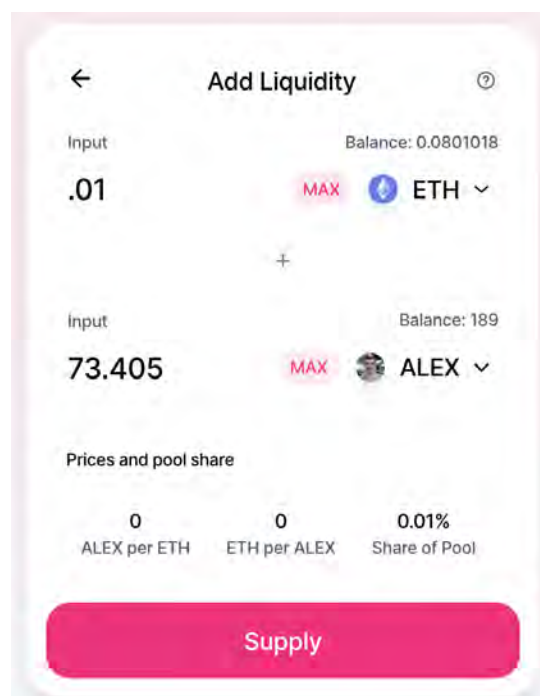 Add Liquidity
Input Balance: 0.0801018
.01 MAX ETH
+
Input Balance: 189
73.405 MAX ALEX
Prices and pool share
0 0 0.01%
ALEX per ETH ETH per ALEX Share of Pool
Supply